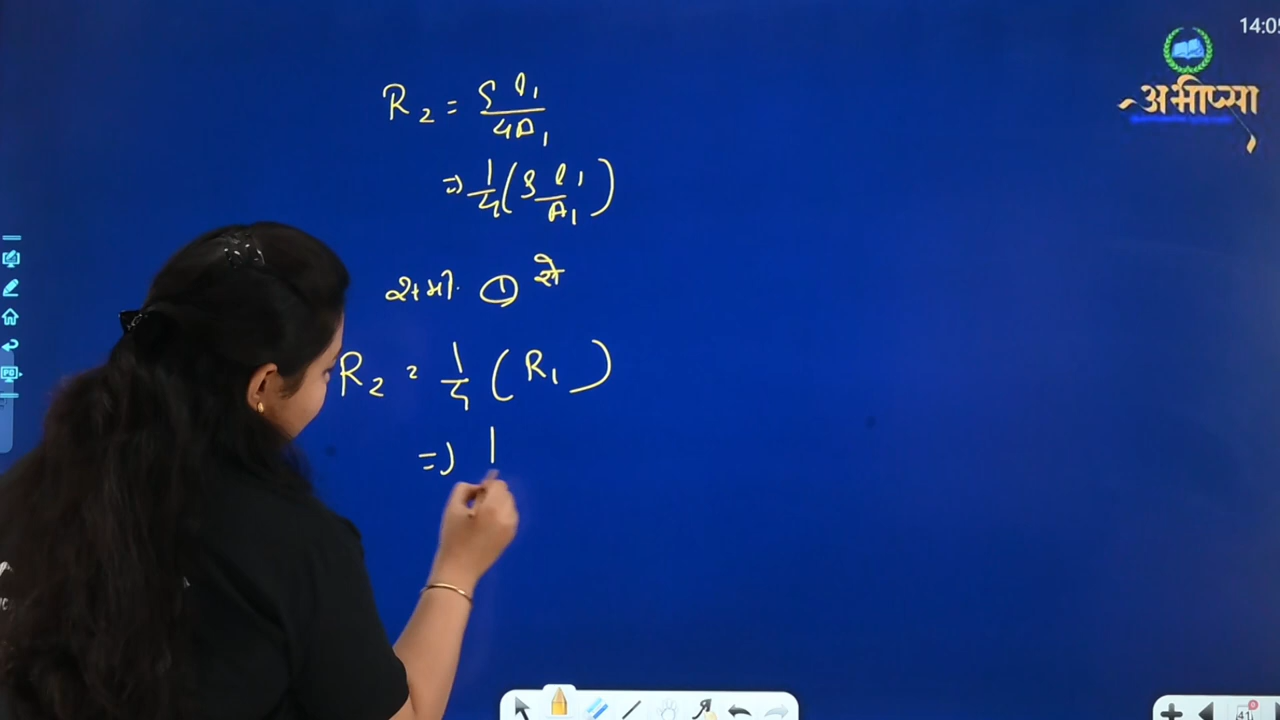 14:05
अभीप्सा
R₂ = ρ l₁ / 4A₁
⇒ 1/4 (ρ l₁ / A₁)
समी. ① से
R₂ = 1/4 (R₁)
⇒ 1